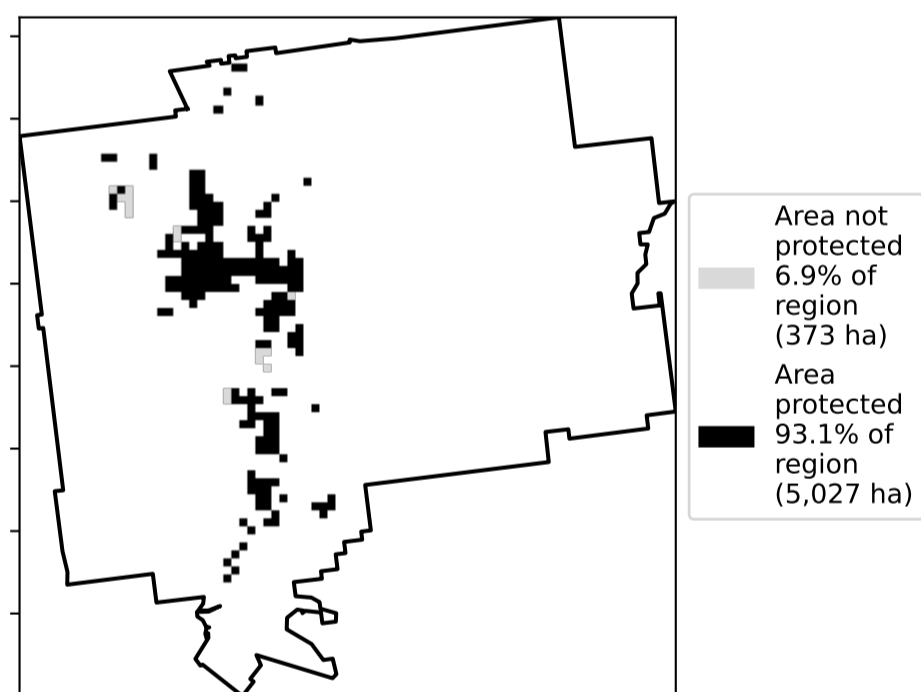 Area not
protected
6.9% of
region
(373 ha)
Area
protected
93.1% of
region
(5,027 ha)